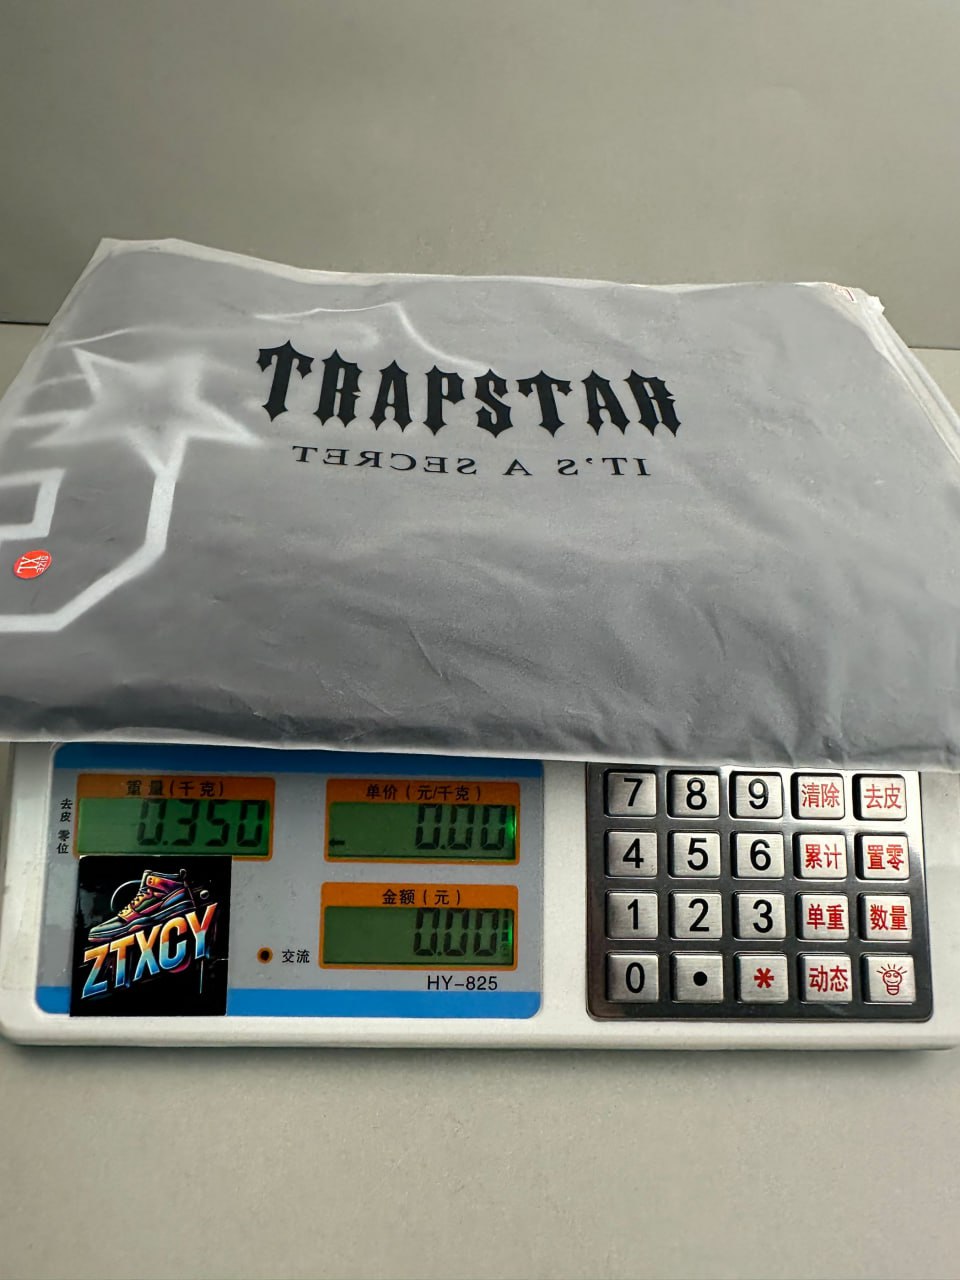 TRAPSTAR
IT'S A SECRET
SIZE
XL
重量(千克)
0.350
去皮
零位
单价(元/千克)
0.00
金额(元)
0.00
交流
HY-825
ZTXCY
7 8 9 清除 去皮
4 5 6 累计 置零
1 2 3 单重 数量
0 • * 动态